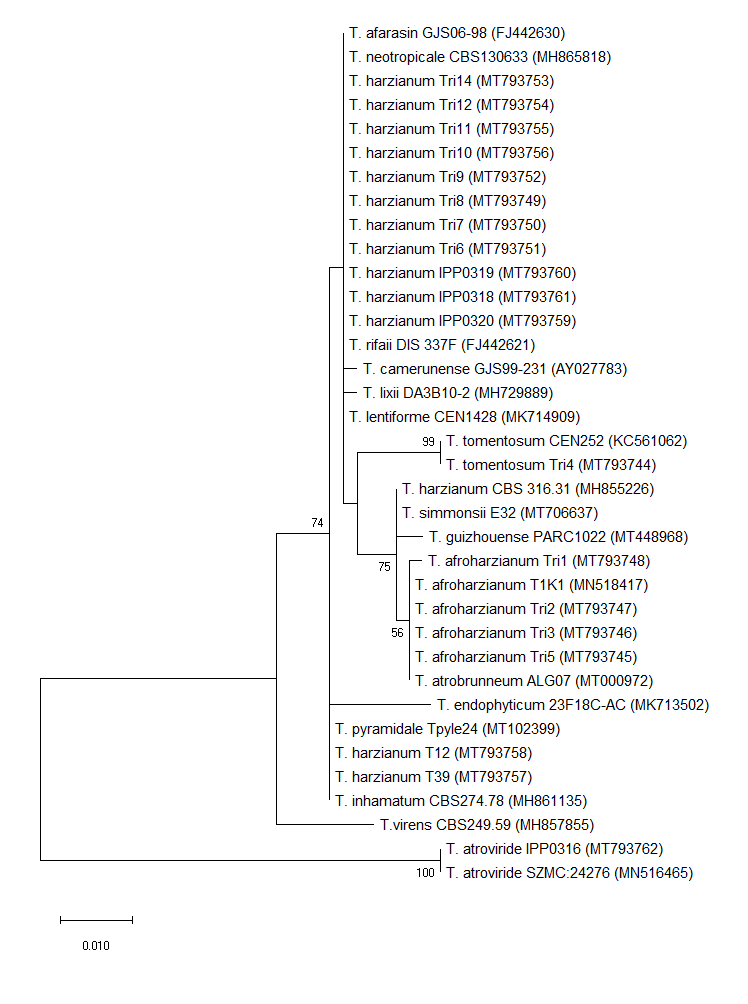 T. afarasin GJS06-98 (FJ442630)
T. neotropicale CBS130633 (MH865818)
T. harzianum Tri14 (MT793753)
T. harzianum Tri12 (MT793754)
T. harzianum Tri11 (MT793755)
T. harzianum Tri10 (MT793756)
T. harzianum Tri9 (MT793752)
T. harzianum Tri8 (MT793749)
T. harzianum Tri7 (MT793750)
T. harzianum Tri6 (MT793751)
T. harzianum IPP0319 (MT793760)
T. harzianum IPP0318 (MT793761)
T. harzianum IPP0320 (MT793759)
T. rifaii DIS 337F (FJ442621)
T. camerunense GJS99-231 (AY027783)
T. lixii DA3B10-2 (MH729889)
T. lentiforme CEN1428 (MK714909)
99 T. tomentosum CEN252 (KC561062)
T. tomentosum Tri4 (MT793744)
T. harzianum CBS 316.31 (MH855226)
T. simmonsii E32 (MT706637)
74
T. guizhouense PARC1022 (MT448968)
75 T. afroharzianum Tri1 (MT793748)
T. afroharzianum T1K1 (MN518417)
T. afroharzianum Tri2 (MT793747)
56 T. afroharzianum Tri3 (MT793746)
T. afroharzianum Tri5 (MT793745)
T. atrobrunneum ALG07 (MT000972)
T. endophyticum 23F18C-AC (MK713502)
T. pyramidale Tpyle24 (MT102399)
T. harzianum T12 (MT793758)
T. harzianum T39 (MT793757)
T. inhamatum CBS274.78 (MH861135)
T.virens CBS249.59 (MH857855)
T. atroviride IPP0316 (MT793762)
100 T. atroviride SZMC:24276 (MN516465)
0.010